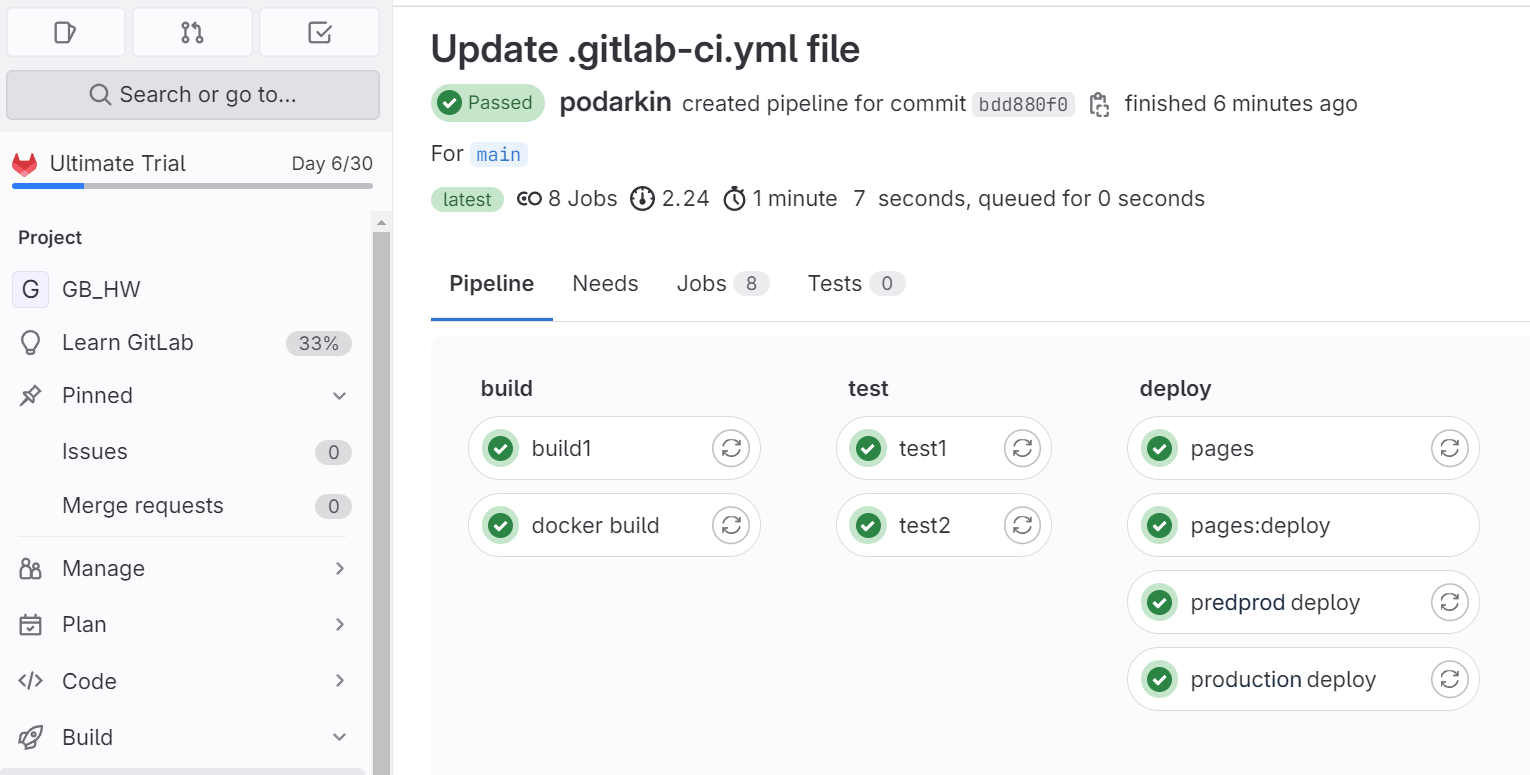 Search or go to...
Ultimate Trial Day 6/30
Project
G GB_HW
Learn GitLab 33%
Pinned
Issues 0
Merge requests 0
Manage
Plan
Code
Build
Update .gitlab-ci.yml file
Passed podarkin created pipeline for commit bdd880f0 finished 6 minutes ago
For main
latest 8 Jobs 2.24 1 minute 7 seconds, queued for 0 seconds
Pipeline Needs Jobs 8 Tests 0
build test deploy
build1 test1 pages
docker build test2 pages:deploy
predprod deploy
production deploy